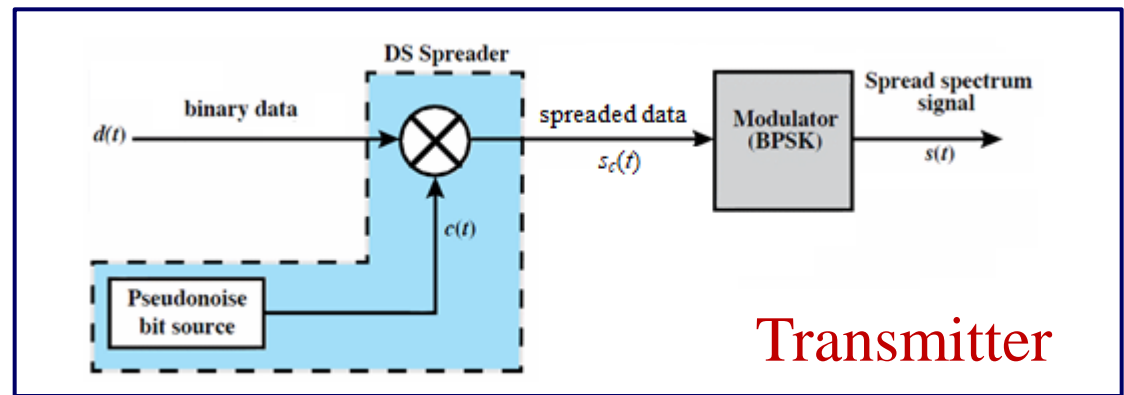 DS Spreader
binary data
d(t)
spreaded data
s_c(t)
Modulator
(BPSK)
Spread spectrum
signal
s(t)
c(t)
Pseudonoise
bit source
Transmitter